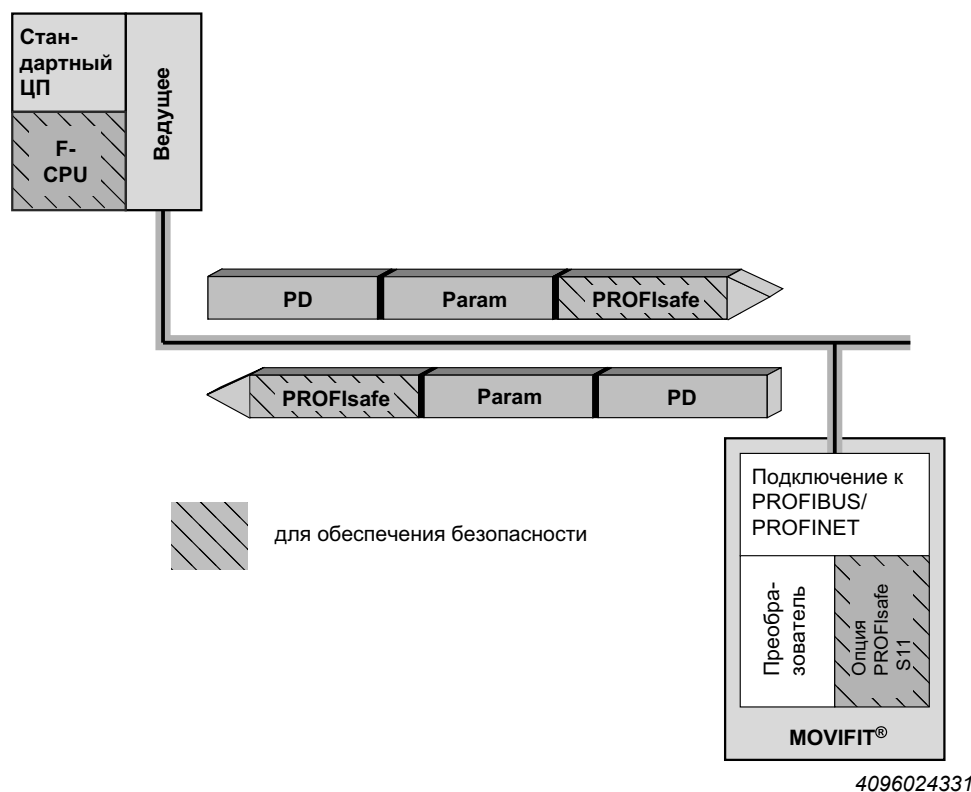 Стан-
дартный
ЦП
F-
CPU
Ведущее
PD
Param
PROFIsafe
PROFIsafe
Param
PD
для обеспечения безопасности
Подключение к
PROFIBUS/
PROFINET
Преобра-
зователь
Опция
PROFIsafe
S11
MOVIFIT®
4096024331